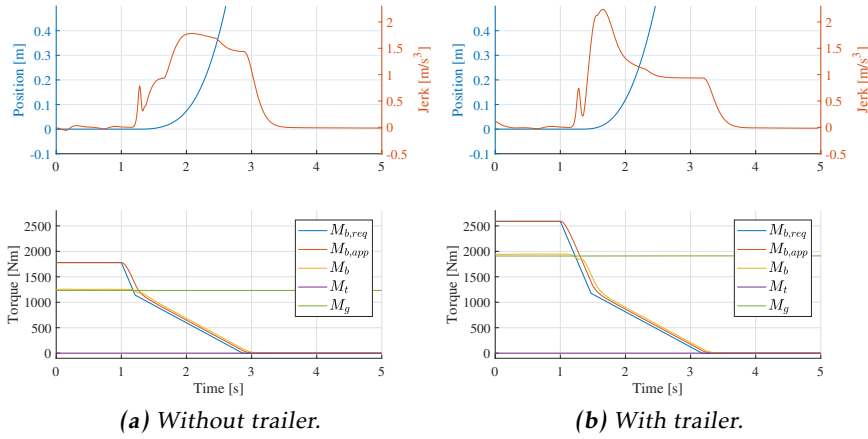 Position [m]
0.4
0.3
0.2
0.1
0
-0.1
2
1.5
1
0.5
0
-0.5
Jerk [m/s³]
0 1 2 3 4 5
Position [m]
0.4
0.3
0.2
0.1
0
-0.1
2
1.5
1
0.5
0
-0.5
Jerk [m/s³]
0 1 2 3 4 5
Torque [Nm]
2500
2000
1500
1000
500
0
M_{b,req}
M_{b,app}
M_b
M_t
M_g
0 1 2 3 4 5
Time [s]
Torque [Nm]
2500
2000
1500
1000
500
0
M_{b,req}
M_{b,app}
M_b
M_t
M_g
0 1 2 3 4 5
Time [s]
(a) Without trailer.
(b) With trailer.